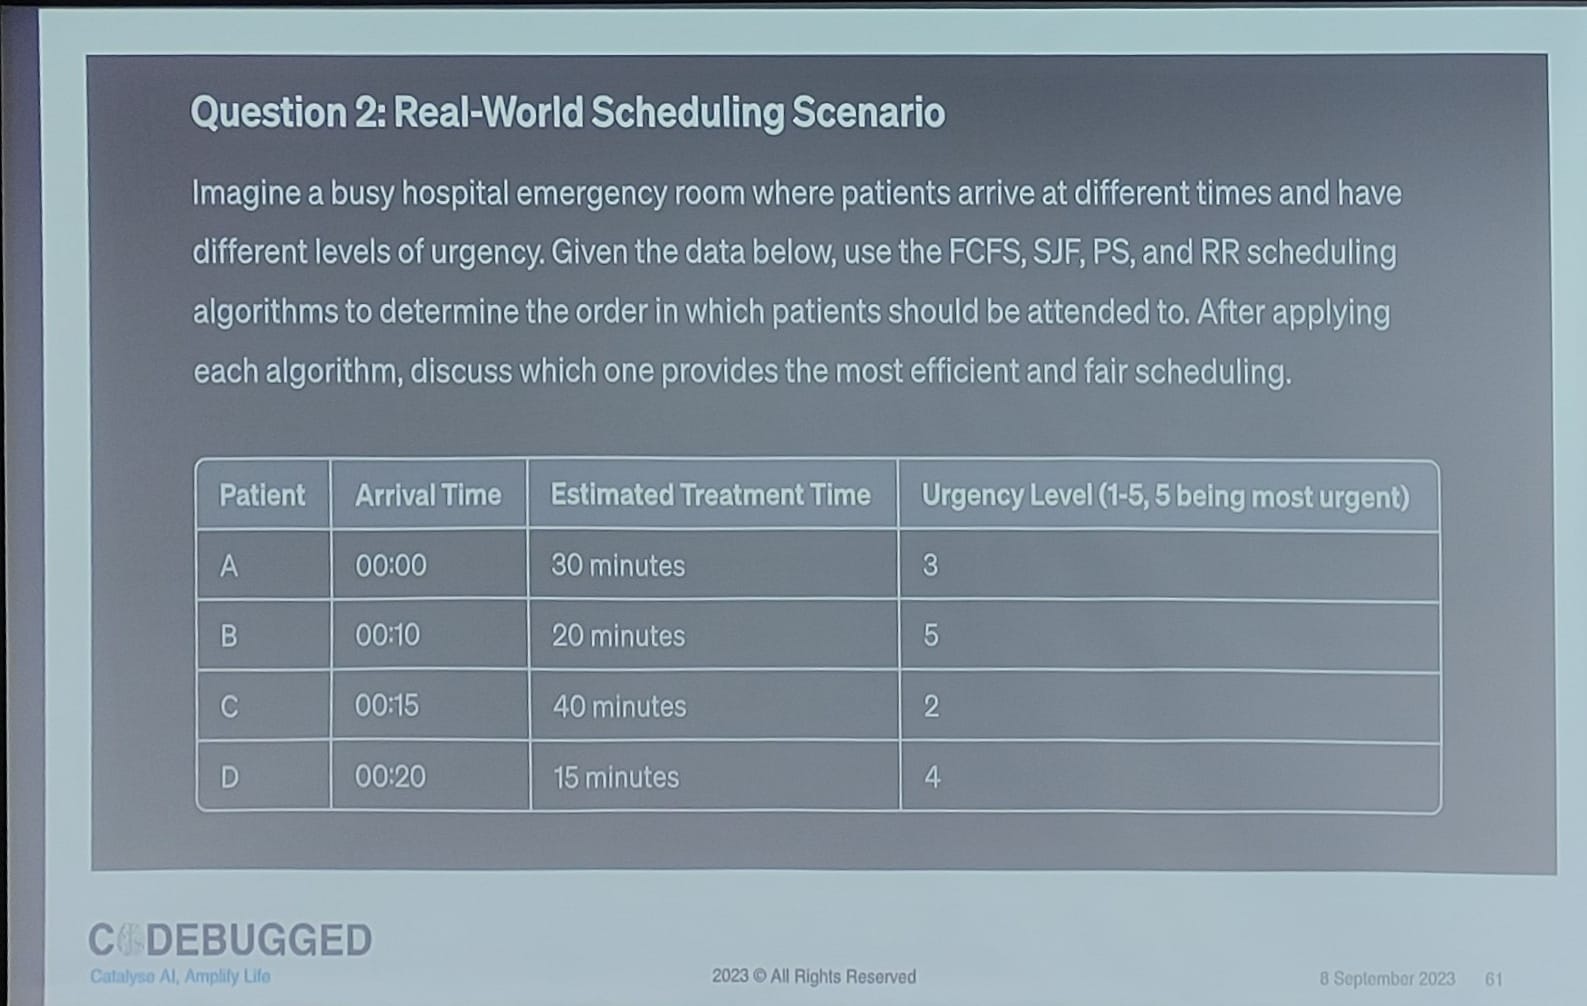 Question 2: Real-World Scheduling Scenario
Imagine a busy hospital emergency room where patients arrive at different times and have
different levels of urgency. Given the data below, use the FCFS, SJF, PS, and RR scheduling
algorithms to determine the order in which patients should be attended to. After applying
each algorithm, discuss which one provides the most efficient and fair scheduling.
Patient Arrival Time Estimated Treatment Time Urgency Level (1-5, 5 being most urgent)
A 00:00 30 minutes 3
B 00:10 20 minutes 5
C 00:15 40 minutes 2
D 00:20 15 minutes 4
CODEBUGGED
Catalyse AI, Amplify Life
2023 © All Rights Reserved
8 September 2023 61